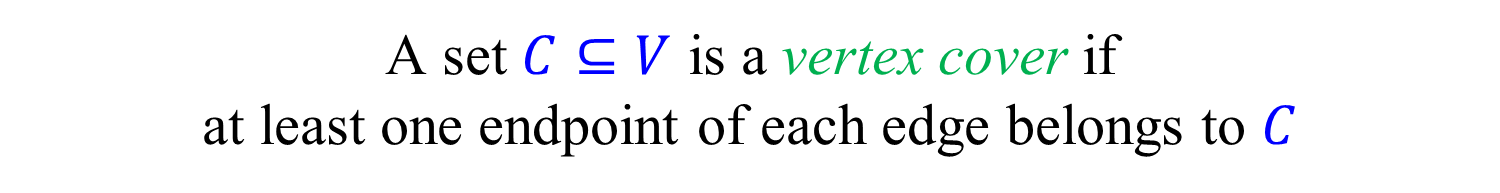 A set C ⊆ V is a vertex cover if
at least one endpoint of each edge belongs to C